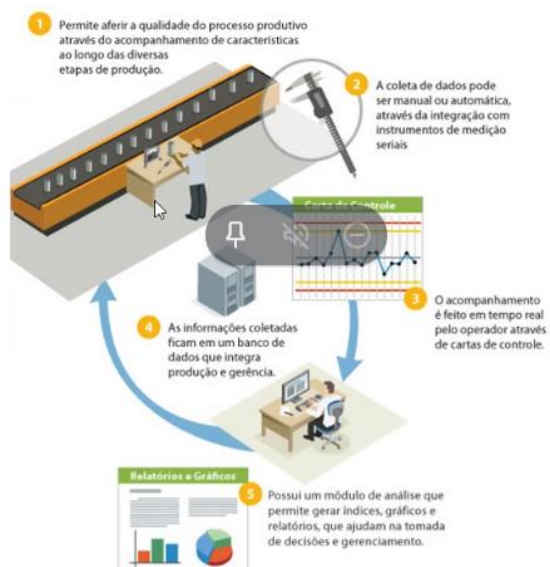 1
Permite aferir a qualidade do processo produtivo
através do acompanhamento de características
ao longo das diversas
etapas de produção.
2
A coleta de dados pode
ser manual ou automática,
através da integração com
instrumentos de medição
seriais
Carta de Controle
3
O acompanhamento
é feito em tempo real
pelo operador através
de cartas de controle.
4
As informações coletadas
ficam em um banco de
dados que integra
produção e gerência.
Relatórios e Gráficos
5
Possui um módulo de análise que
permite gerar índices, gráficos e
relatórios, que ajudam na tomada
de decisões e gerenciamento.